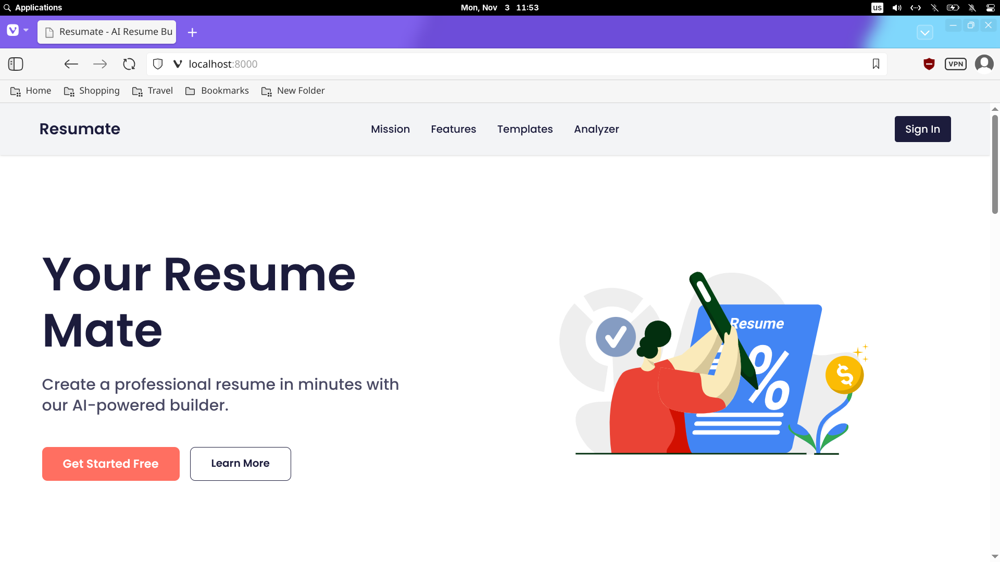 Applications
Mon, Nov 3 11:53
us
Resumate - AI Resume Bu
localhost:8000
VPN
Home
Shopping
Travel
Bookmarks
New Folder
Resumate
Mission
Features
Templates
Analyzer
Sign In
Your Resume
Mate
Create a professional resume in minutes with
our AI-powered builder.
Get Started Free
Learn More
Resume
%
$